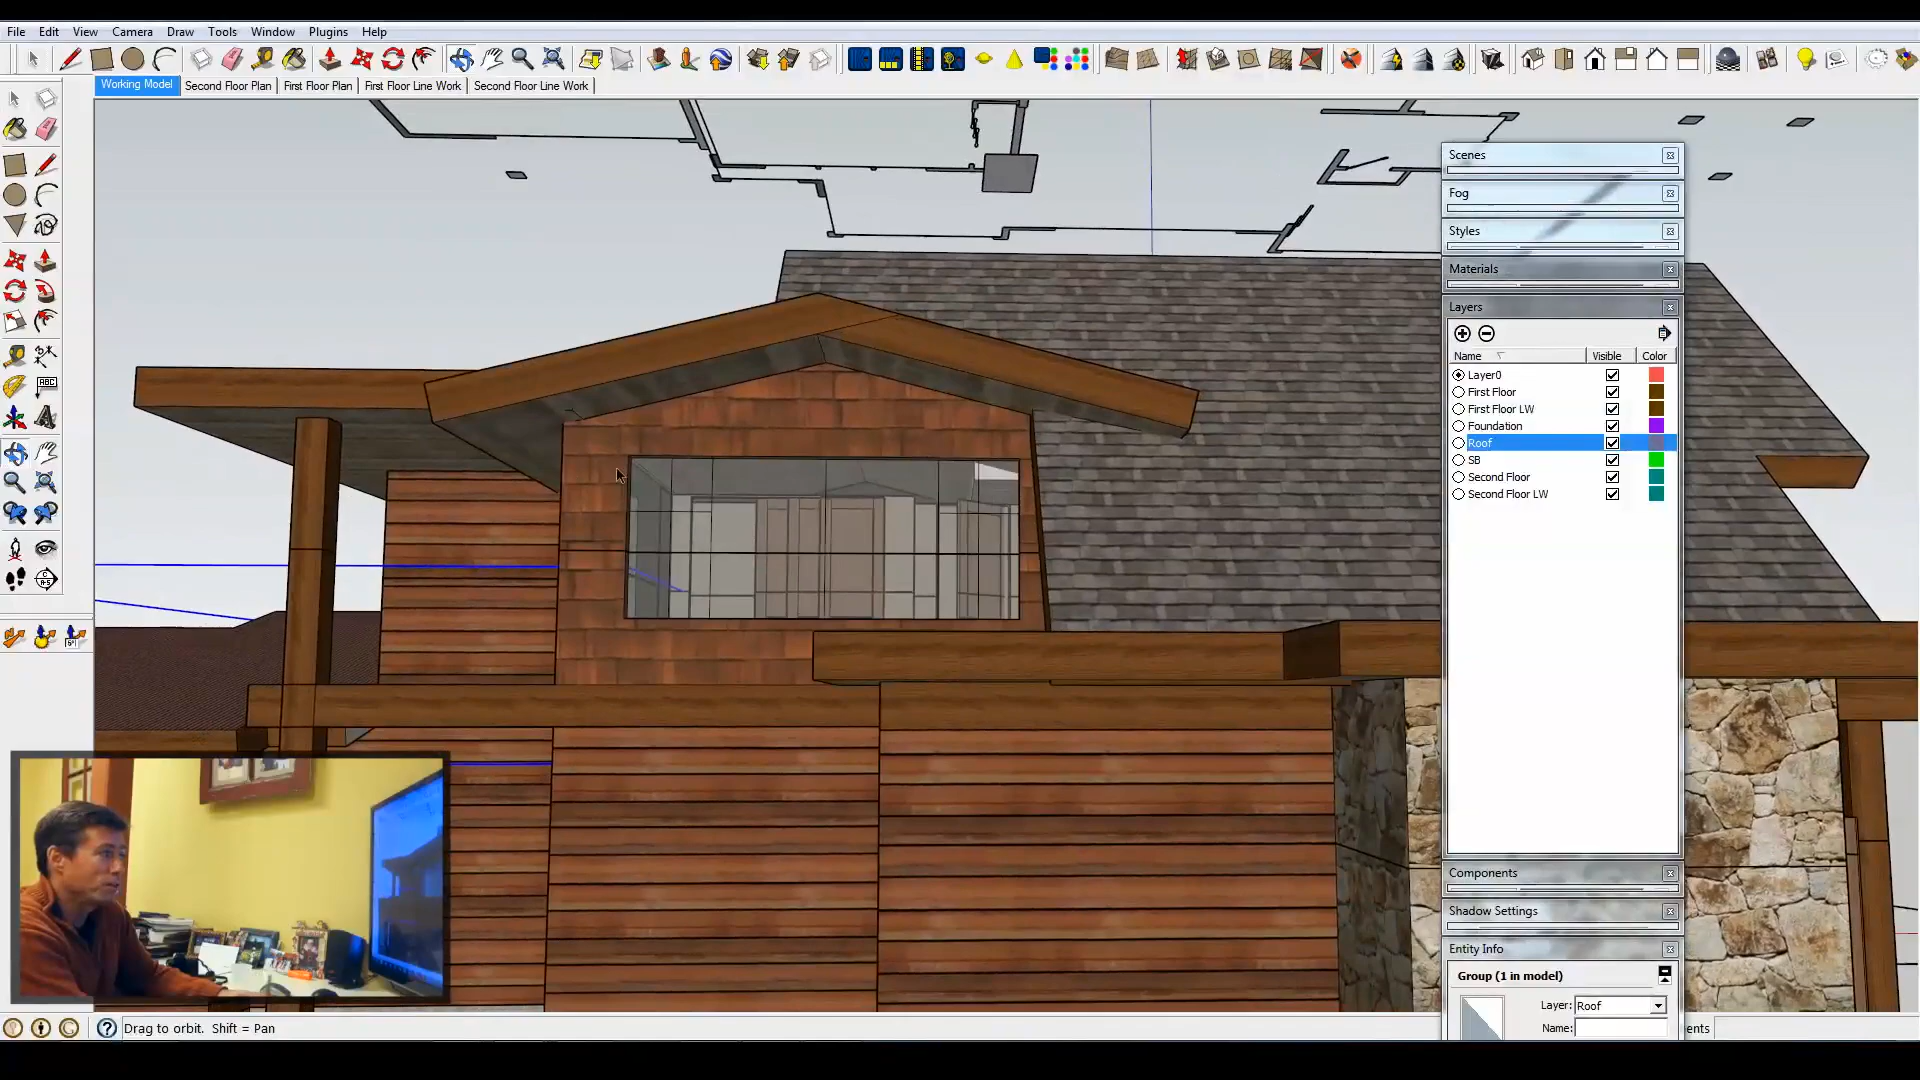 File Edit View Camera Draw Tools Window Plugins Help
Working Model Second Floor Plan First Floor Plan First Floor Line Work Second Floor Line Work
Scenes
Fog
Styles
Materials
Layers
Name Visible Color
Layer0
First Floor
First Floor LW
Foundation
Roof
SB
Second Floor
Second Floor LW
Components
Shadow Settings
Entity Info
Group (1 in model)
Layer: Roof
Name:
ABC
Drag to orbit. Shift = Pan
ents